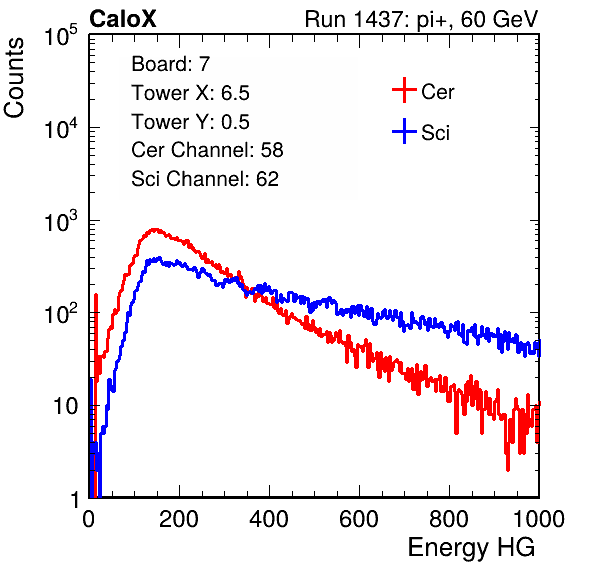 CaloX Run 1437: pi+, 60 GeV
Counts
Board: 7
Tower X: 6.5
Tower Y: 0.5
Cer Channel: 58
Sci Channel: 62
Cer
Sci
10^5
10^4
10^3
10^2
10
1
0 200 400 600 800 1000
Energy HG